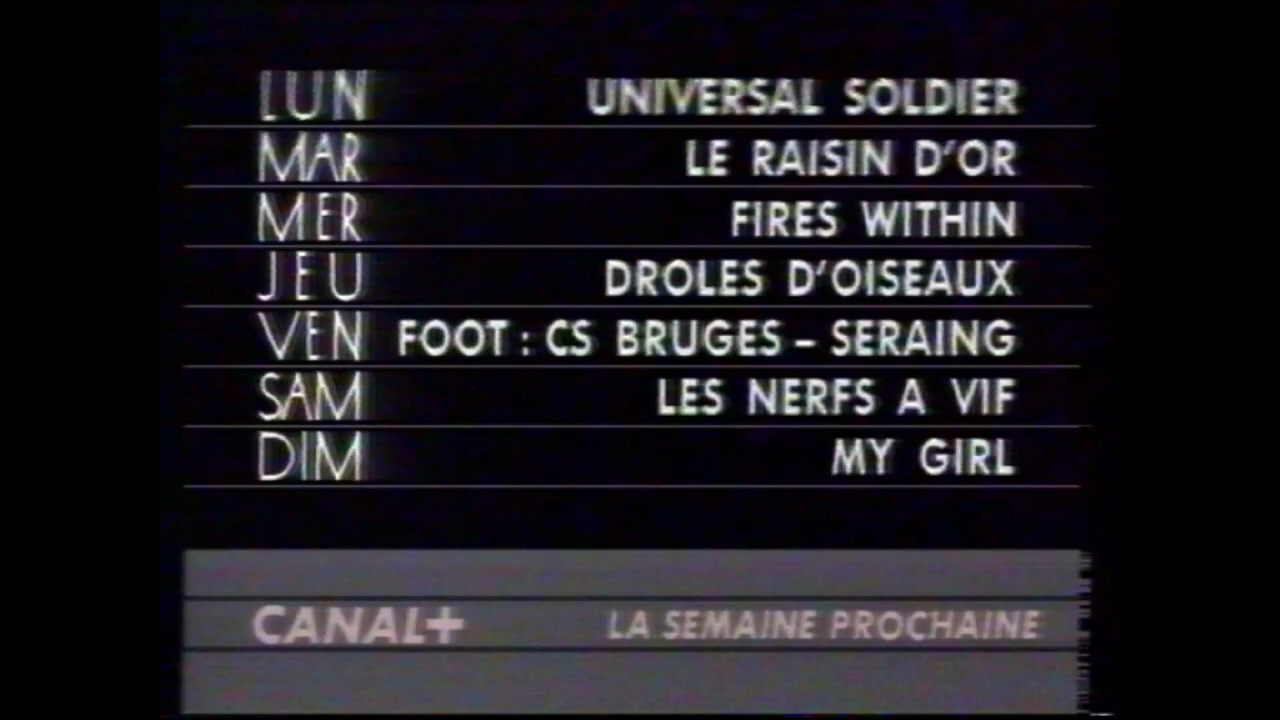 LUN UNIVERSAL SOLDIER
MAR LE RAISIN D'OR
MER FIRES WITHIN
JEU DROLES D'OISEAUX
VEN FOOT : CS BRUGES – SERAING
SAM LES NERFS A VIF
DIM MY GIRL
CANAL+ LA SEMAINE PROCHAINE